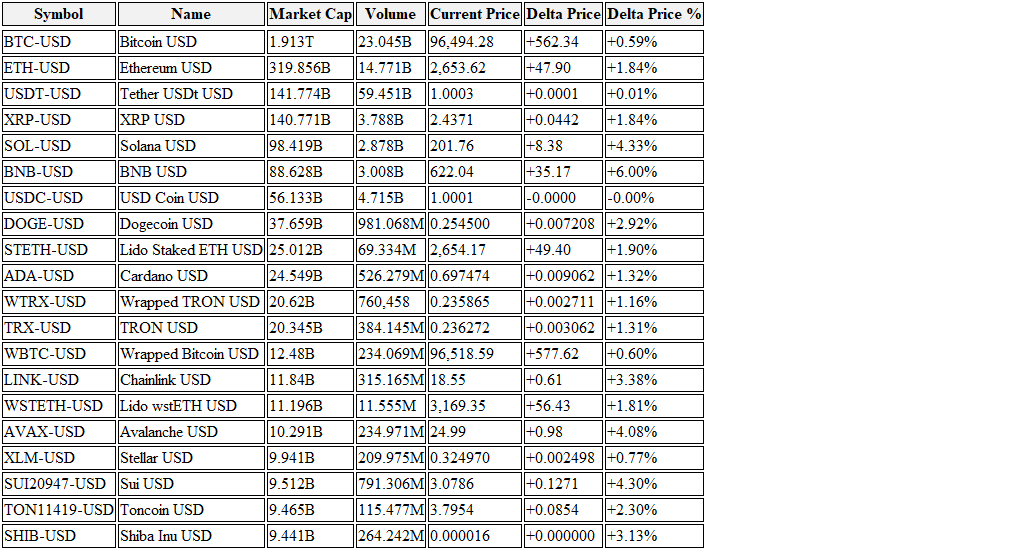 Symbol Name Market Cap Volume Current Price Delta Price Delta Price %
BTC-USD Bitcoin USD 1.913T 23.045B 96,494.28 +562.34 +0.59%
ETH-USD Ethereum USD 319.856B 14.771B 2,653.62 +47.90 +1.84%
USDT-USD Tether USDt USD 141.774B 59.451B 1.0003 +0.0001 +0.01%
XRP-USD XRP USD 140.771B 3.788B 2.4371 +0.0442 +1.84%
SOL-USD Solana USD 98.419B 2.878B 201.76 +8.38 +4.33%
BNB-USD BNB USD 88.628B 3.008B 622.04 +35.17 +6.00%
USDC-USD USD Coin USD 56.133B 4.715B 1.0001 -0.0000 -0.00%
DOGE-USD Dogecoin USD 37.659B 981.068M 0.254500 +0.007208 +2.92%
STETH-USD Lido Staked ETH USD 25.012B 69.334M 2,654.17 +49.40 +1.90%
ADA-USD Cardano USD 24.549B 526.279M 0.697474 +0.009062 +1.32%
WTRX-USD Wrapped TRON USD 20.62B 760,458 0.235865 +0.002711 +1.16%
TRX-USD TRON USD 20.345B 384.145M 0.236272 +0.003062 +1.31%
WBTC-USD Wrapped Bitcoin USD 12.48B 234.069M 96,518.59 +577.62 +0.60%
LINK-USD Chainlink USD 11.84B 315.165M 18.55 +0.61 +3.38%
WSTETH-USD Lido wstETH USD 11.196B 11.555M 3,169.35 +56.43 +1.81%
AVAX-USD Avalanche USD 10.291B 234.971M 24.99 +0.98 +4.08%
XLM-USD Stellar USD 9.941B 209.975M 0.324970 +0.002498 +0.77%
SUI20947-USD Sui USD 9.512B 791.306M 3.0786 +0.1271 +4.30%
TON11419-USD Toncoin USD 9.465B 115.477M 3.7954 +0.0854 +2.30%
SHIB-USD Shiba Inu USD 9.441B 264.242M 0.000016 +0.000000 +3.13%